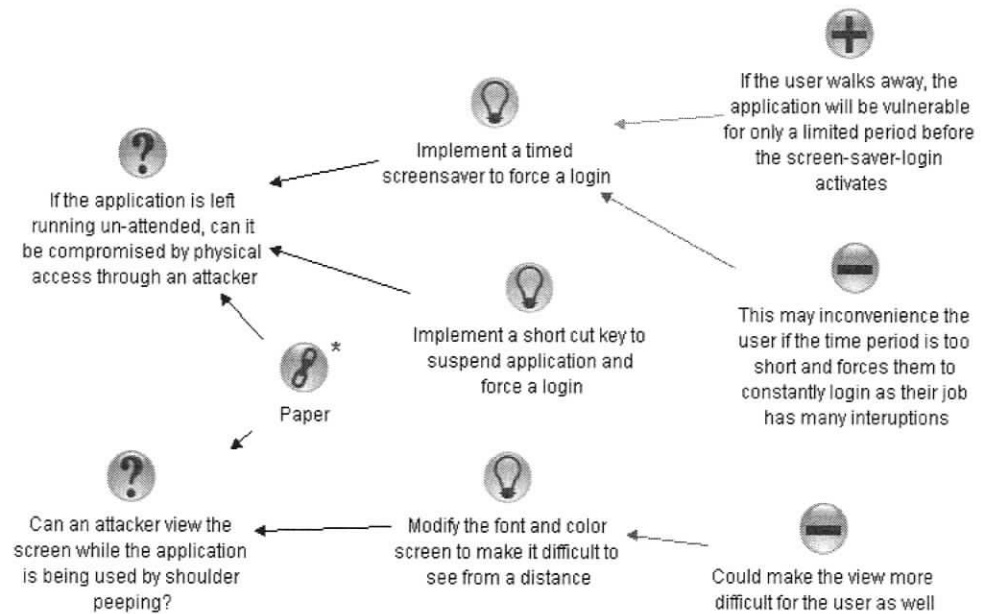 If the user walks away, the
application will be vulnerable
for only a limited period before
the screen-saver-login
activates
Implement a timed
screensaver to force a login
If the application is left
running un-attended, can it
be compromised by physical
access through an attacker
This may inconvenience the
user if the time period is too
short and forces them to
constantly login as their job
has many interuptions
Implement a short cut key to
suspend application and
force a login
*
Paper
Can an attacker view the
screen while the application
is being used by shoulder
peeping?
Modify the font and color
screen to make it difficult to
see from a distance
Could make the view more
difficult for the user as well